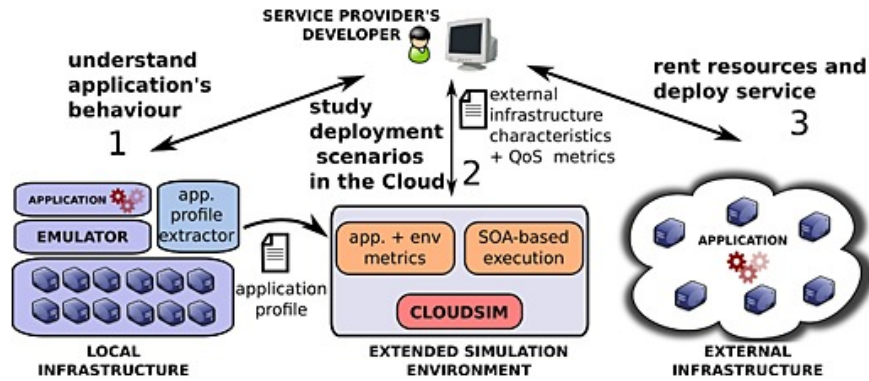 SERVICE PROVIDER'S
DEVELOPER
understand
application's
behaviour
1
study
deployment
scenarios
in the Cloud
2
external
infrastructure
characteristics
+ QoS metrics
rent resources and
deploy service
3
APPLICATION
EMULATOR
app.
profile
extractor
application
profile
app. + env
metrics
SOA-based
execution
CLOUDSIM
APPLICATION
LOCAL
INFRASTRUCTURE
EXTENDED SIMULATION
ENVIRONMENT
EXTERNAL
INFRASTRUCTURE